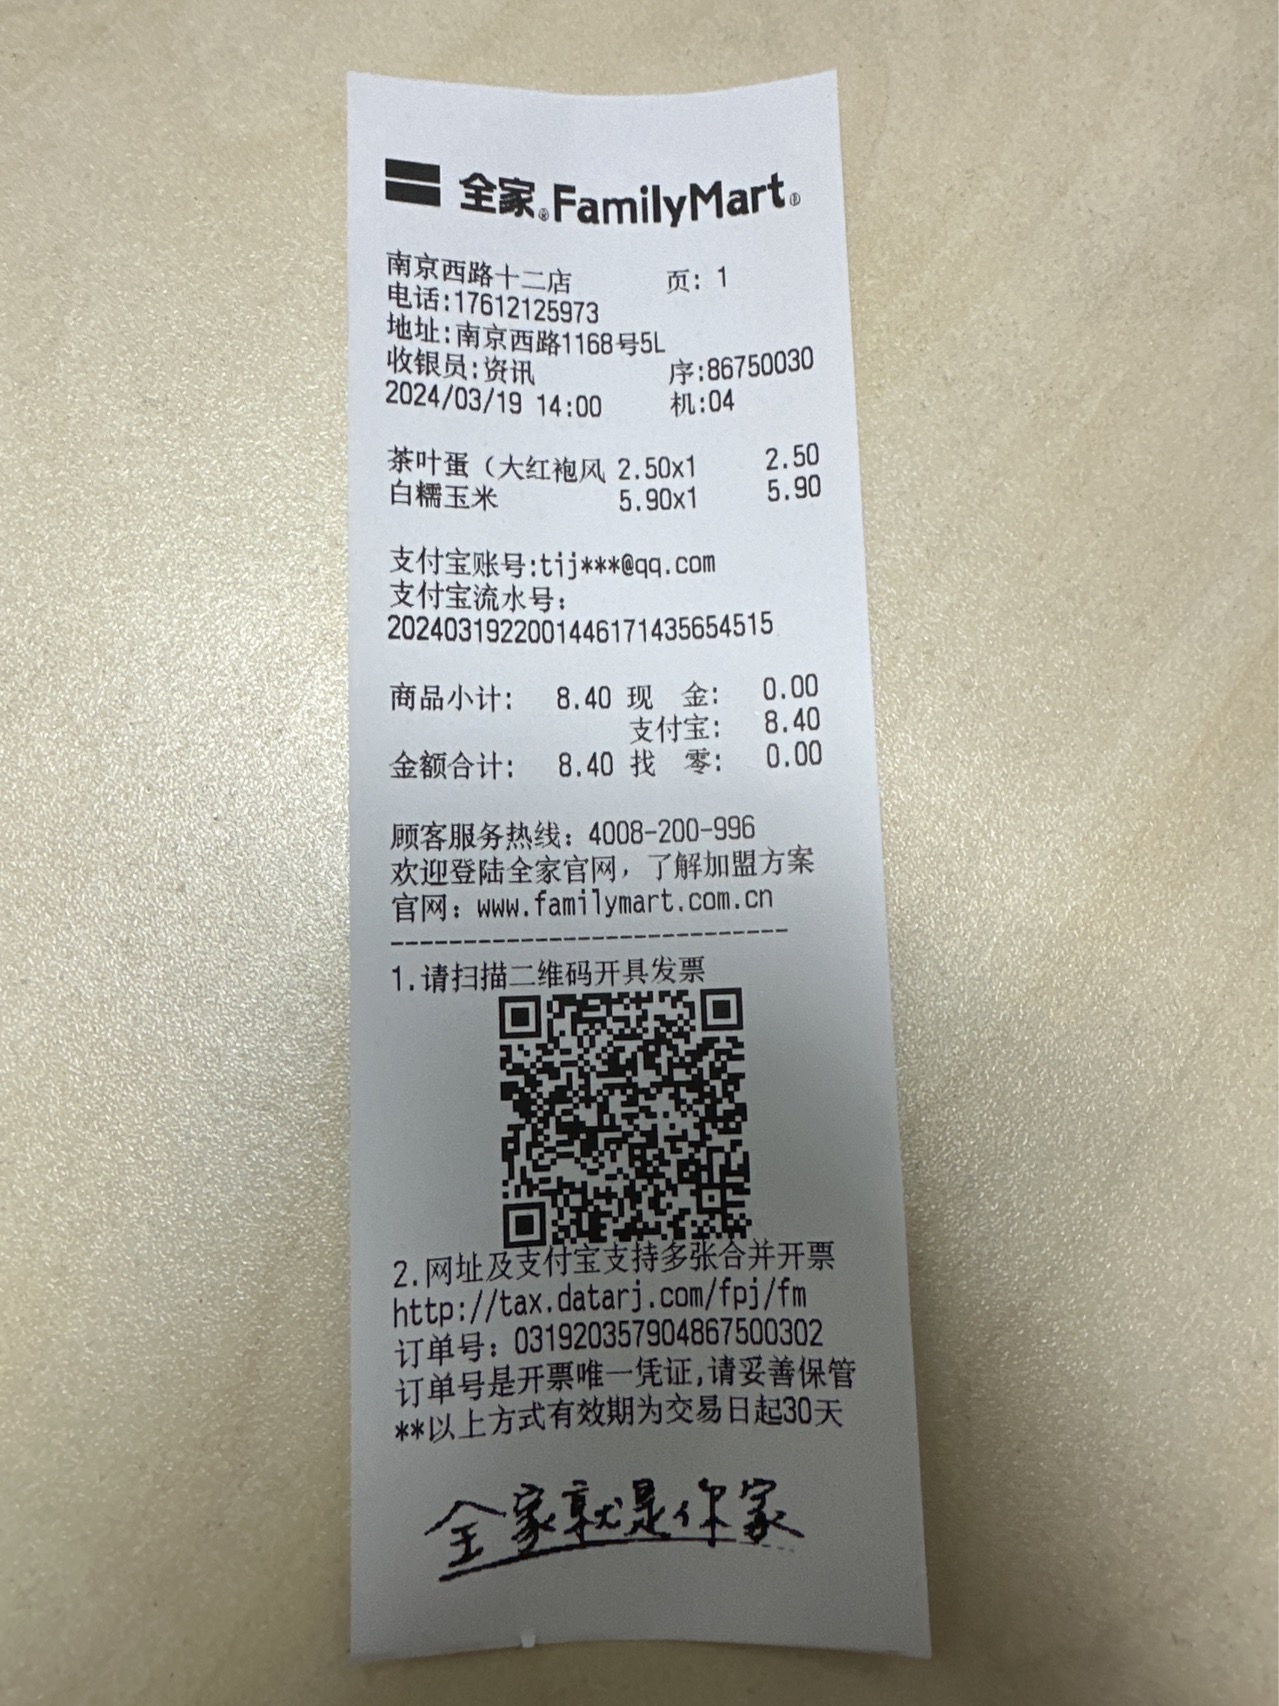 全家®FamilyMart®
南京西路十二店 页: 1
电话:17612125973
地址:南京西路1168号5L
收银员:资讯 序:86750030
2024/03/19 14:00 机:04
茶叶蛋（大红袍风 2.50x1 2.50
白糯玉米 5.90x1 5.90
支付宝账号:tij***@qq.com
支付宝流水号:
2024031922001446171435654515
商品小计: 8.40 现 金: 0.00
支付宝: 8.40
金额合计: 8.40 找 零: 0.00
顾客服务热线：4008-200-996
欢迎登陆全家官网，了解加盟方案
官网：www.familymart.com.cn
---------------------------
1.请扫描二维码开具发票
2.网址及支付宝支持多张合并开票
http://tax.datarj.com/fpj/fm
订单号：031920357904867500302
订单号是开票唯一凭证,请妥善保管
**以上方式有效期为交易日起30天
全家就是你家